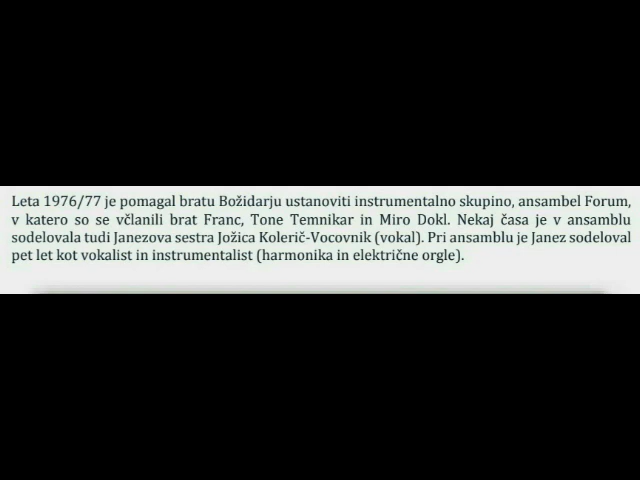 Leta 1976/77 je pomagal bratu Božidarju ustanoviti instrumentalno skupino, ansambel Forum,
v katero so se včlanili brat Franc, Tone Temnikar in Miro Dokl. Nekaj časa je v ansamblu
sodelovala tudi Janezova sestra Jožica Kolerič-Vocovnik (vokal). Pri ansamblu je Janez sodeloval
pet let kot vokalist in instrumentalist (harmonika in električne orgle).